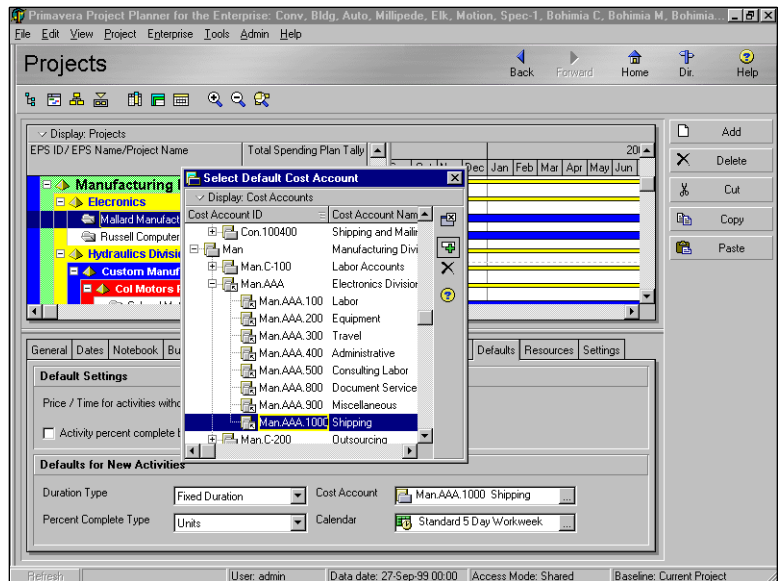 Primavera Project Planner for the Enterprise: Conv, Bldg, Auto, Millipede, Elk, Motion, Spec-1, Bohimia C, Bohimia M, Bohimia...
File Edit View Project Enterprise Tools Admin Help
Projects
Back Forward Home Dir. Help
Display: Projects
EPS ID/ EPS Name/Project Name Total Spending Plan Tally
Dec Jan Feb Mar Apr May Jun
Manufacturing
Elecronics
Mallard Manufact
Russell Computer
Hydraulics Divisi
Custom Manuf
Col Motors
Add
Delete
Cut
Copy
Paste
Select Default Cost Account
Display: Cost Accounts
Cost Account ID Cost Account Nam
Con.100400 Shipping and Mailin
Man Manufacturing Divi
Man.C-100 Labor Accounts
Man.AAA Electronics Division
Man.AAA.100 Labor
Man.AAA.200 Equipment
Man.AAA.300 Travel
Man.AAA.400 Administrative
Man.AAA.500 Consulting Labor
Man.AAA.800 Document Service
Man.AAA.900 Miscellaneous
Man.AAA.1000 Shipping
Man.C-200 Outsourcing
General Dates Notebook Bu Defaults Resources Settings
Default Settings
Price / Time for activities witho
Activity percent complete b
Defaults for New Activities
Duration Type Fixed Duration Cost Account Man.AAA.1000 Shipping ...
Percent Complete Type Units Calendar Standard 5 Day Workweek ...
Refresh User: admin Data date: 27-Sep-99 00:00 Access Mode: Shared Baseline: Current Project